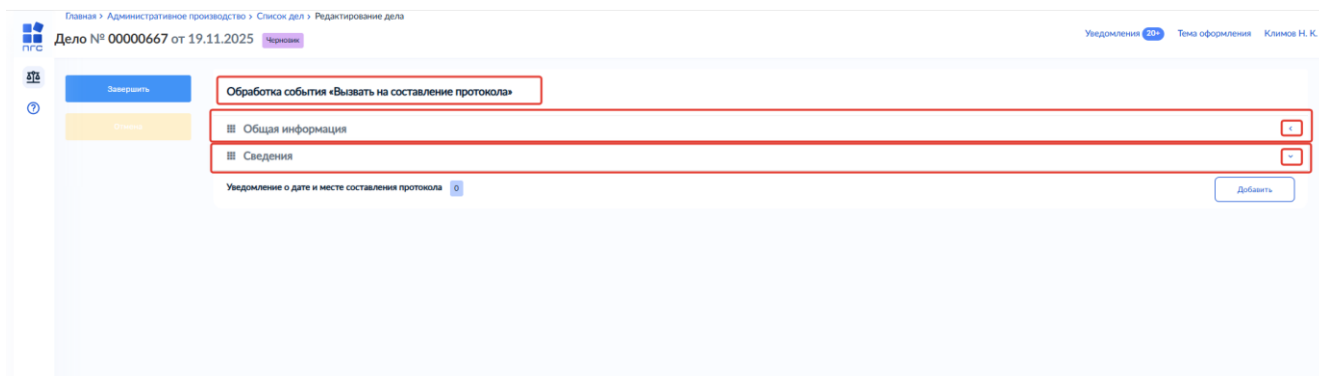 Главная > Административное производство > Список дел > Редактирование дела
Дело № 00000667 от 19.11.2025 Черновик
Уведомления 20+ Тема оформления Климов Н. К.
пгс
Завершить
Обработка события «Вызвать на составление протокола»
Общая информация
Сведения
Уведомление о дате и месте составления протокола 0
Добавить